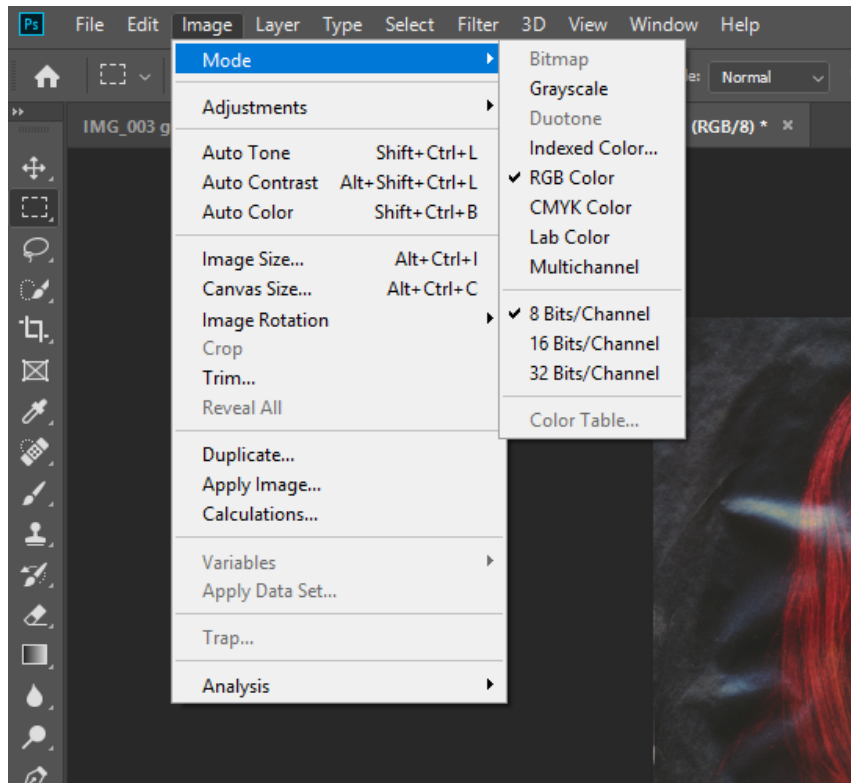 Ps File Edit Image Layer Type Select Filter 3D View Window Help
Normal
IMG_003 g
(RGB/8) * ×
Mode
Adjustments
Auto Tone Shift+Ctrl+L
Auto Contrast Alt+Shift+Ctrl+L
Auto Color Shift+Ctrl+B
Image Size... Alt+Ctrl+I
Canvas Size... Alt+Ctrl+C
Image Rotation
Crop
Trim...
Reveal All
Duplicate...
Apply Image...
Calculations...
Variables
Apply Data Set...
Trap...
Analysis
Bitmap
Grayscale
Duotone
Indexed Color...
RGB Color
CMYK Color
Lab Color
Multichannel
8 Bits/Channel
16 Bits/Channel
32 Bits/Channel
Color Table...